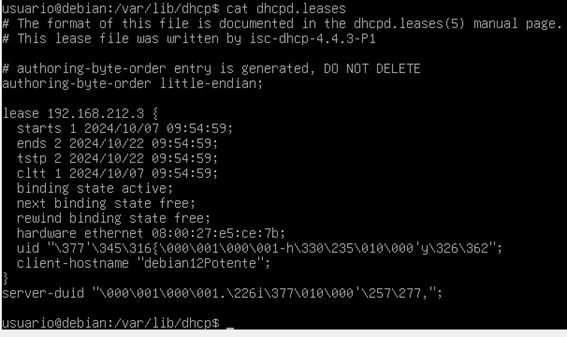 usuario@debian:/var/lib/dhcp$ cat dhcpd.leases
# The format of this file is documented in the dhcpd.leases(5) manual page.
# This lease file was written by isc-dhcp-4.4.3-P1
# authoring-byte-order entry is generated, DO NOT DELETE
authoring-byte-order little-endian;
lease 192.168.212.3 {
starts 1 2024/10/07 09:54:59;
ends 2 2024/10/22 09:54:59;
tstp 2 2024/10/22 09:54:59;
cltt 1 2024/10/07 09:54:59;
binding state active;
next binding state free;
rewind binding state free;
hardware ethernet 08:00:27:e5:ce:7b;
uid "\377'\345\316{\000\001\000\001-h\330\235\010\000'y\326\362";
client-hostname "debian12Potente";
}
server-duid "\000\001\000\001.\226i\377\010\000'\257\277,";
usuario@debian:/var/lib/dhcp$ _